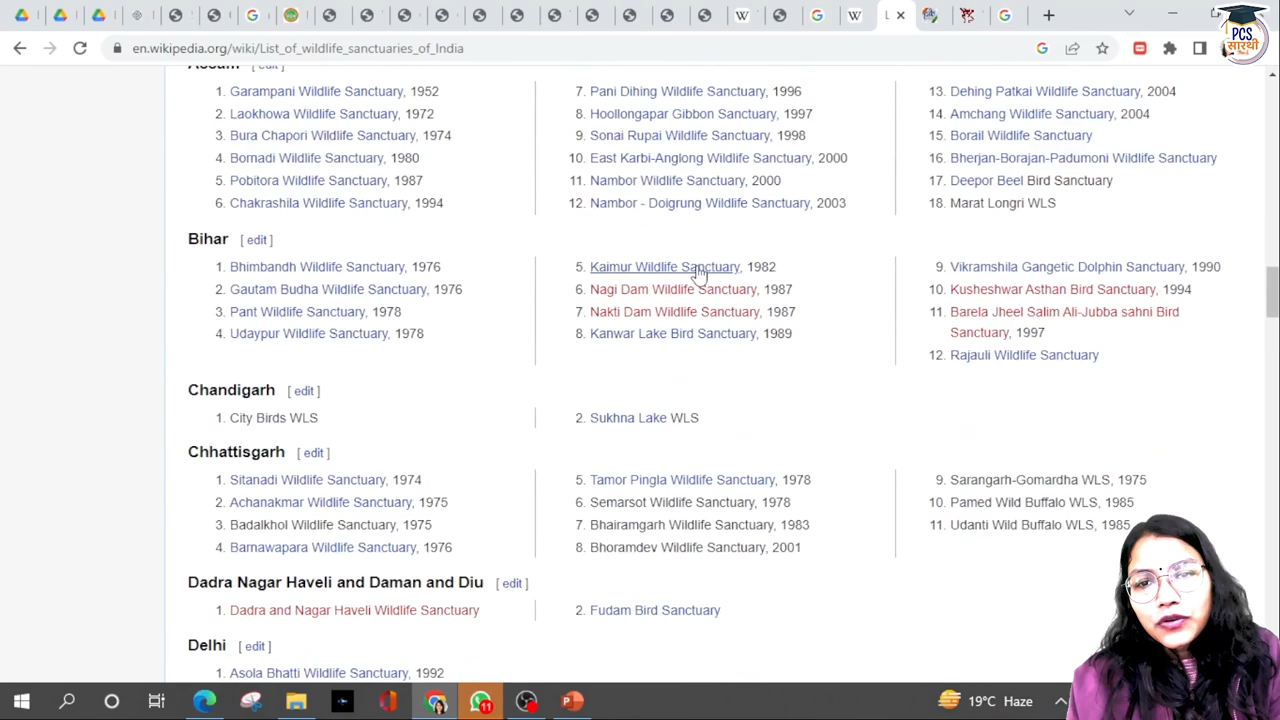 L
en.wikipedia.org/wiki/List_of_wildlife_sanctuaries_of_India
PCS
सारथी
Assam [ edit ]
1. Garampani Wildlife Sanctuary, 1952
2. Laokhowa Wildlife Sanctuary, 1972
3. Bura Chapori Wildlife Sanctuary, 1974
4. Bornadi Wildlife Sanctuary, 1980
5. Pobitora Wildlife Sanctuary, 1987
6. Chakrashila Wildlife Sanctuary, 1994
7. Pani Dihing Wildlife Sanctuary, 1996
8. Hoollongapar Gibbon Sanctuary, 1997
9. Sonai Rupai Wildlife Sanctuary, 1998
10. East Karbi-Anglong Wildlife Sanctuary, 2000
11. Nambor Wildlife Sanctuary, 2000
12. Nambor - Doigrung Wildlife Sanctuary, 2003
13. Dehing Patkai Wildlife Sanctuary, 2004
14. Amchang Wildlife Sanctuary, 2004
15. Borail Wildlife Sanctuary
16. Bherjan-Borajan-Padumoni Wildlife Sanctuary
17. Deepor Beel Bird Sanctuary
18. Marat Longri WLS
Bihar [ edit ]
1. Bhimbandh Wildlife Sanctuary, 1976
2. Gautam Budha Wildlife Sanctuary, 1976
3. Pant Wildlife Sanctuary, 1978
4. Udaypur Wildlife Sanctuary, 1978
5. Kaimur Wildlife Sanctuary, 1982
6. Nagi Dam Wildlife Sanctuary, 1987
7. Nakti Dam Wildlife Sanctuary, 1987
8. Kanwar Lake Bird Sanctuary, 1989
9. Vikramshila Gangetic Dolphin Sanctuary, 1990
10. Kusheshwar Asthan Bird Sanctuary, 1994
11. Barela Jheel Salim Ali-Jubba sahni Bird
Sanctuary, 1997
12. Rajauli Wildlife Sanctuary
Chandigarh [ edit ]
1. City Birds WLS
2. Sukhna Lake WLS
Chhattisgarh [ edit ]
1. Sitanadi Wildlife Sanctuary, 1974
2. Achanakmar Wildlife Sanctuary, 1975
3. Badalkhol Wildlife Sanctuary, 1975
4. Barnawapara Wildlife Sanctuary, 1976
5. Tamor Pingla Wildlife Sanctuary, 1978
6. Semarsot Wildlife Sanctuary, 1978
7. Bhairamgarh Wildlife Sanctuary, 1983
8. Bhoramdev Wildlife Sanctuary, 2001
9. Sarangarh-Gomardha WLS, 1975
10. Pamed Wild Buffalo WLS, 1985
11. Udanti Wild Buffalo WLS, 1985
Dadra Nagar Haveli and Daman and Diu [ edit ]
1. Dadra and Nagar Haveli Wildlife Sanctuary
2. Fudam Bird Sanctuary
Delhi [ edit ]
1. Asola Bhatti Wildlife Sanctuary, 1992
11
19°C Haze